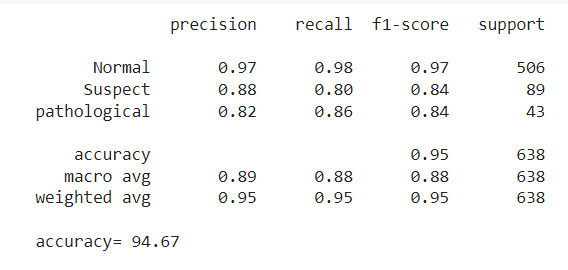 precision recall f1-score support
Normal 0.97 0.98 0.97 506
Suspect 0.88 0.80 0.84 89
pathological 0.82 0.86 0.84 43
accuracy 0.95 638
macro avg 0.89 0.88 0.88 638
weighted avg 0.95 0.95 0.95 638
accuracy= 94.67